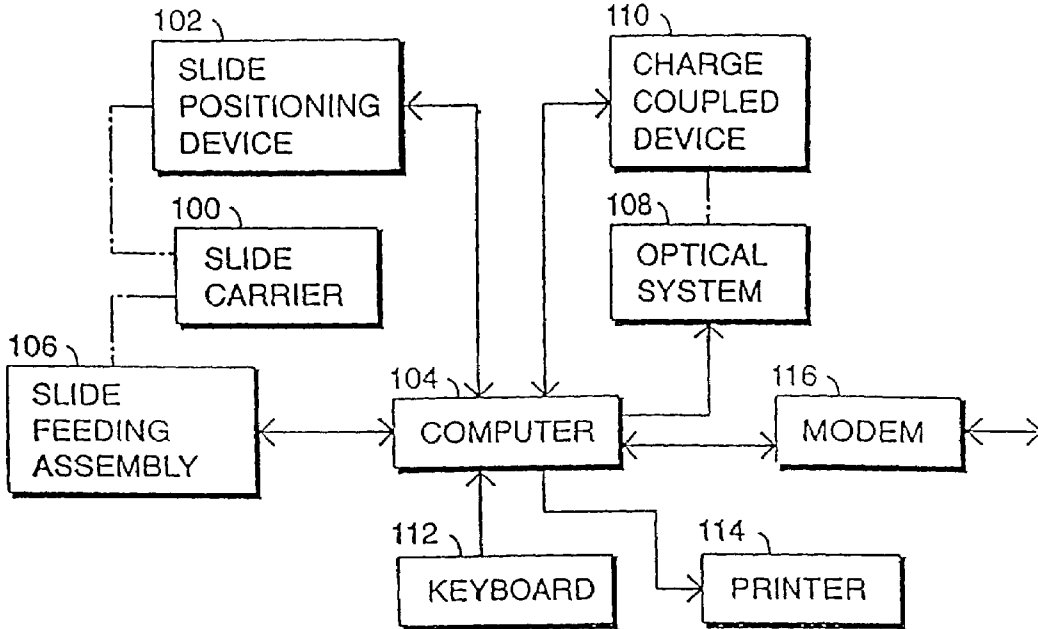 102
SLIDE
POSITIONING
DEVICE
110
CHARGE
COUPLED
DEVICE
100
SLIDE
CARRIER
108
OPTICAL
SYSTEM
106
SLIDE
FEEDING
ASSEMBLY
104
COMPUTER
116
MODEM
112
KEYBOARD
114
PRINTER